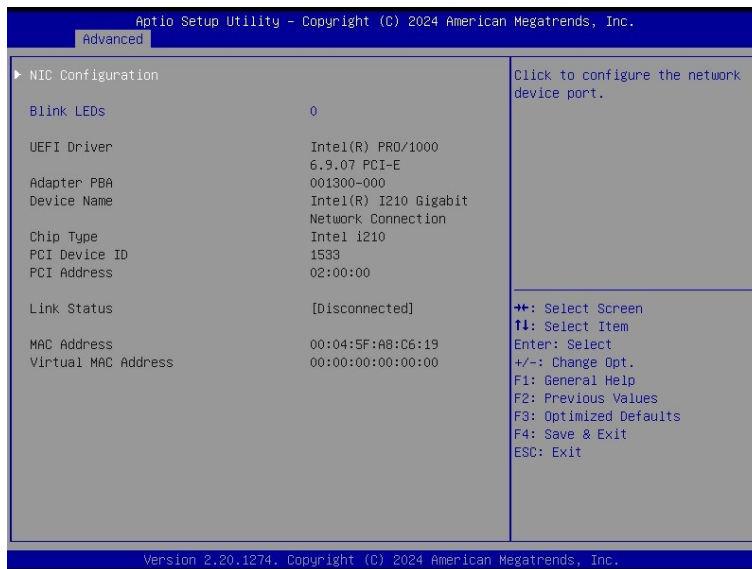 Aptio Setup Utility – Copyright (C) 2024 American Megatrends, Inc.
Advanced
▶ NIC Configuration
Blink LEDs 0
UEFI Driver Intel(R) PRO/1000
6.9.07 PCI-E
Adapter PBA 001300-000
Device Name Intel(R) I210 Gigabit
Network Connection
Chip Type Intel i210
PCI Device ID 1533
PCI Address 02:00:00
Link Status [Disconnected]
MAC Address 00:04:5F:A8:C6:19
Virtual MAC Address 00:00:00:00:00:00
Click to configure the network
device port.
→←: Select Screen
↑↓: Select Item
Enter: Select
+/-: Change Opt.
F1: General Help
F2: Previous Values
F3: Optimized Defaults
F4: Save & Exit
ESC: Exit
Version 2.20.1274. Copyright (C) 2024 American Megatrends, Inc.